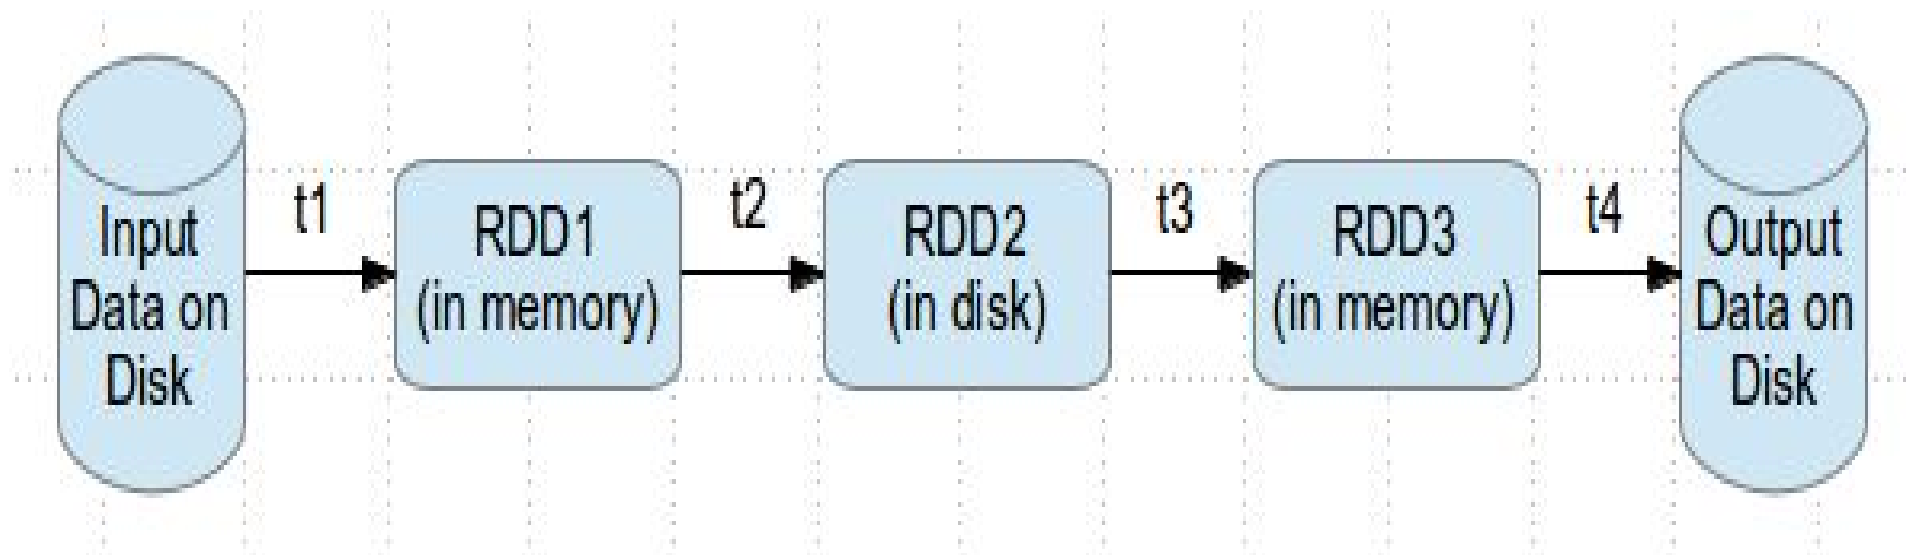 Input
Data on
Disk
t1
RDD1
(in memory)
t2
RDD2
(in disk)
t3
RDD3
(in memory)
t4
Output
Data on
Disk